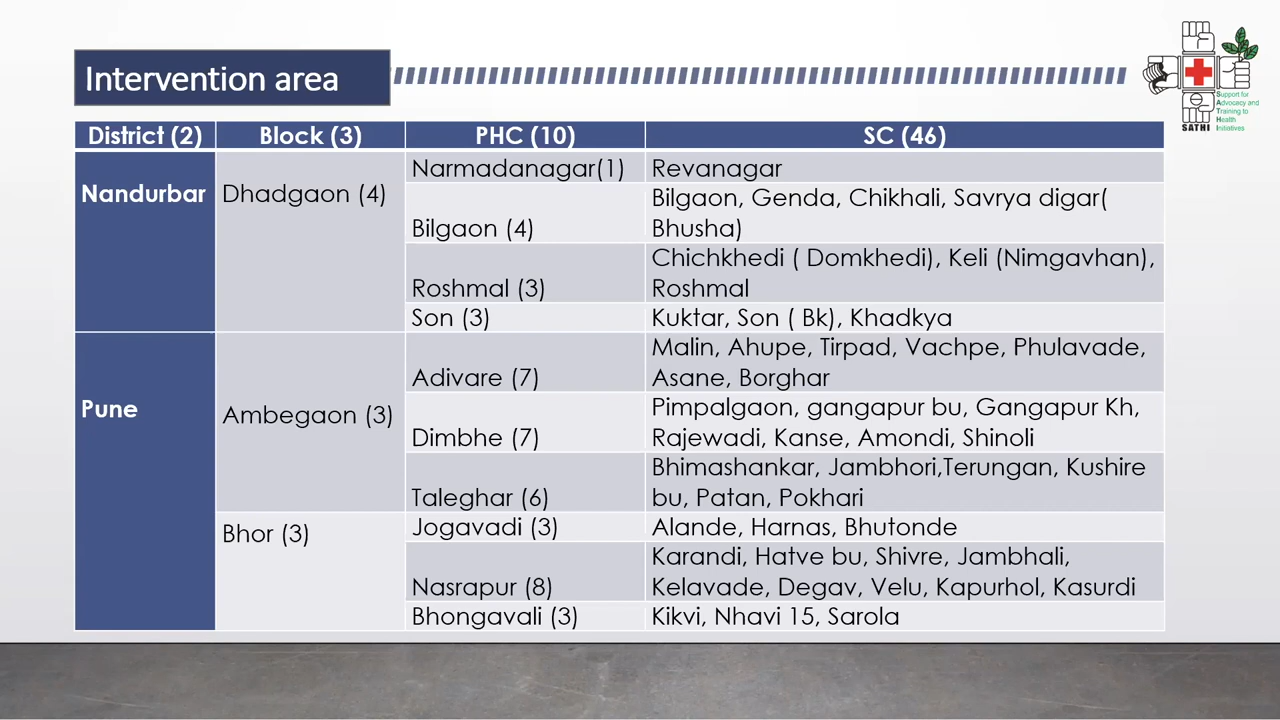 Intervention area
Support for
Advocacy and
Training to
Health
Initiatives
SATHI
District (2) Block (3) PHC (10) SC (46)
Nandurbar Dhadgaon (4) Narmadanagar(1) Revanagar
Bilgaon (4) Bilgaon, Genda, Chikhali, Savrya digar(
Bhusha)
Roshmal (3) Chichkhedi ( Domkhedi), Keli (Nimgavhan),
Roshmal
Son (3) Kuktar, Son ( Bk), Khadkya
Pune Ambegaon (3) Adivare (7) Malin, Ahupe, Tirpad, Vachpe, Phulavade,
Asane, Borghar
Dimbhe (7) Pimpalgaon, gangapur bu, Gangapur Kh,
Rajewadi, Kanse, Amondi, Shinoli
Taleghar (6) Bhimashankar, Jambhori,Terungan, Kushire
bu, Patan, Pokhari
Bhor (3) Jogavadi (3) Alande, Harnas, Bhutonde
Nasrapur (8) Karandi, Hatve bu, Shivre, Jambhali,
Kelavade, Degav, Velu, Kapurhol, Kasurdi
Bhongavali (3) Kikvi, Nhavi 15, Sarola